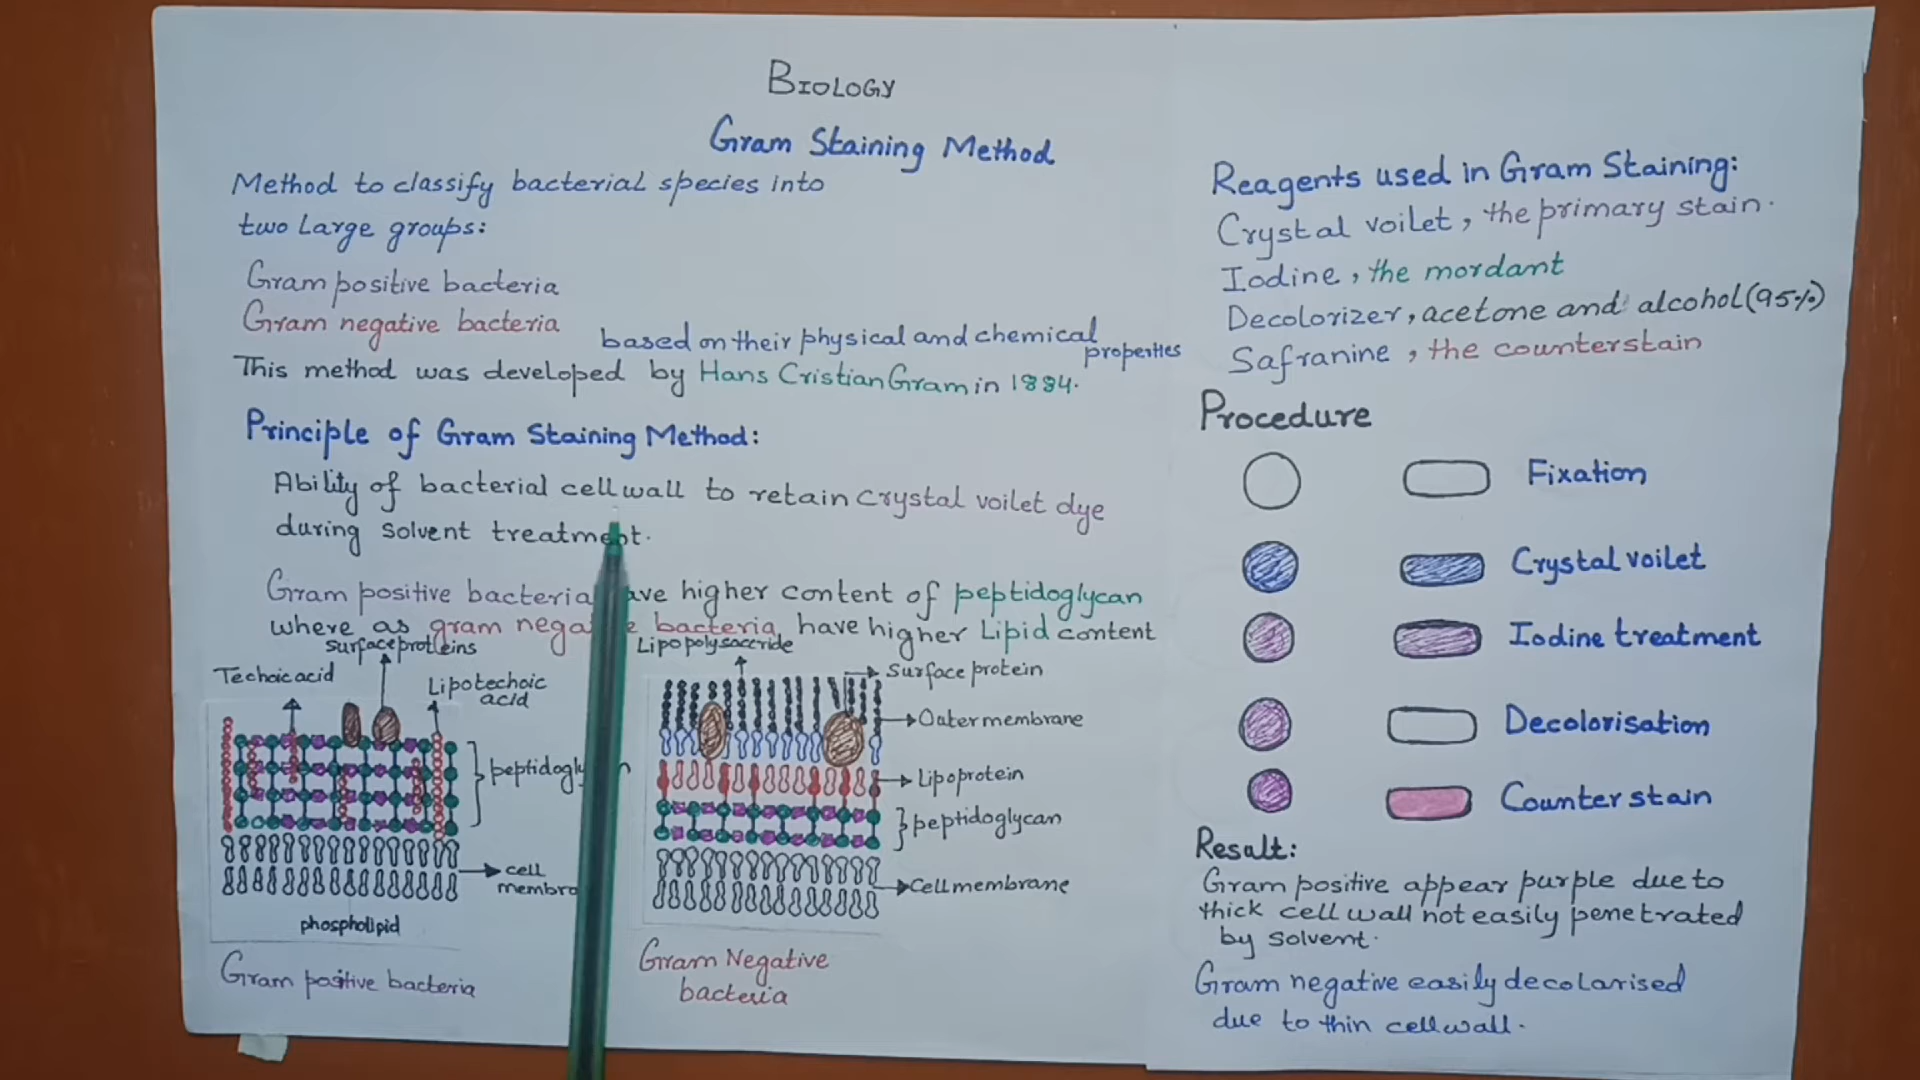 BIOLOGY
Gram Staining Method
Method to classify bacterial species into
two Large groups:
Gram positive bacteria
Gram negative bacteria
based on their physical and chemical
properties
This method was developed by Hans Cristian Gram in 1884.
Principle of Gram Staining Method:
Ability of bacterial cell wall to retain crystal voilet dye
during solvent treatment.
Gram positive bacteria have higher content of peptidoglycan
where as gram negative bacteria have higher Lipid content
surface proteins
Techoic acid
Lipotechoic
acid
peptidoglycan
cell
membrane
phospholipid
Gram positive bacteria
Lipopolysaccride
Surface protein
Outer membrane
Lipoprotein
peptidoglycan
Cell membrane
Gram Negative
bacteria
Reagents used in Gram Staining:
Crystal voilet, the primary stain.
Iodine, the mordant
Decolorizer, acetone and alcohol (95%)
Safranine, the counterstain
Procedure
Fixation
Crystal voilet
Iodine treatment
Decolorisation
Counter stain
Result:
Gram positive appear purple due to
thick cell wall not easily penetrated
by solvent.
Gram negative easily decolarised
due to thin cell wall.